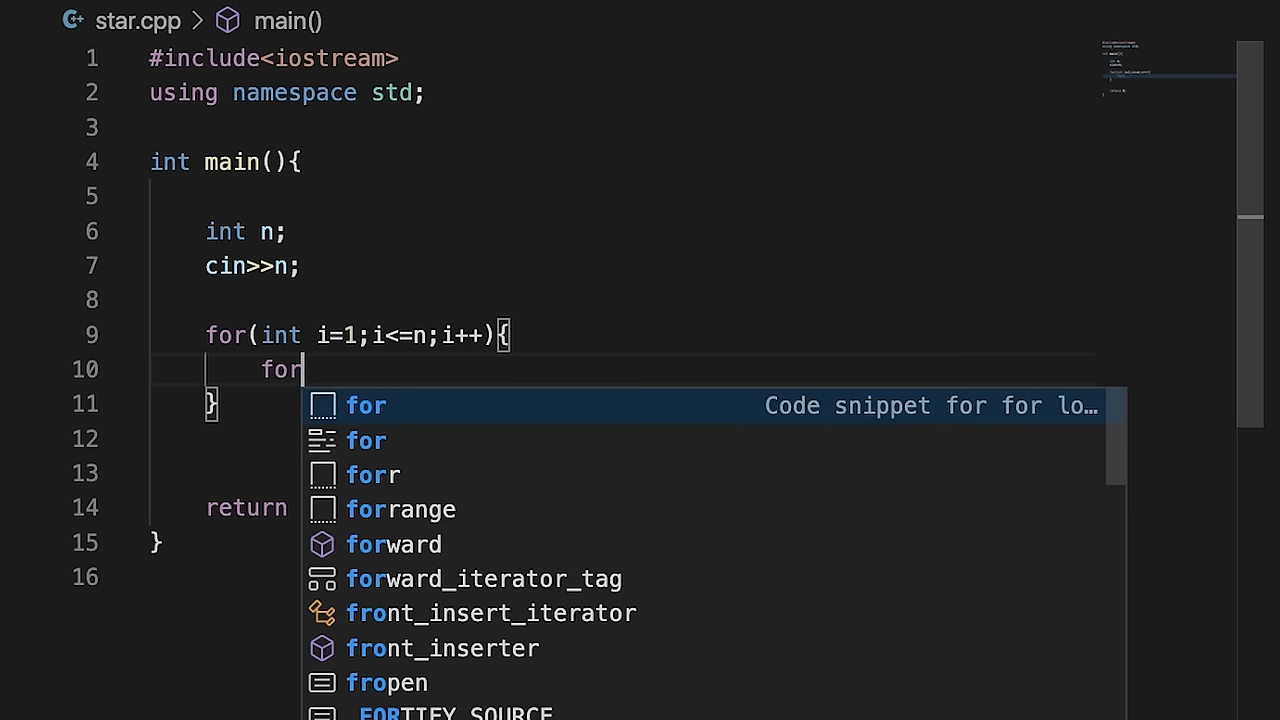 star.cpp > main()
1 #include<iostream>
2 using namespace std;
3
4 int main(){
5
6 int n;
7 cin>>n;
8
9 for(int i=1;i<=n;i++){
10 for
11 }
for Code snippet for for lo…
12
for
13
forr
14 return
forrange
15 }
forward
16
forward_iterator_tag
front_insert_iterator
front_inserter
fropen
_FORTIFY_SOURCE